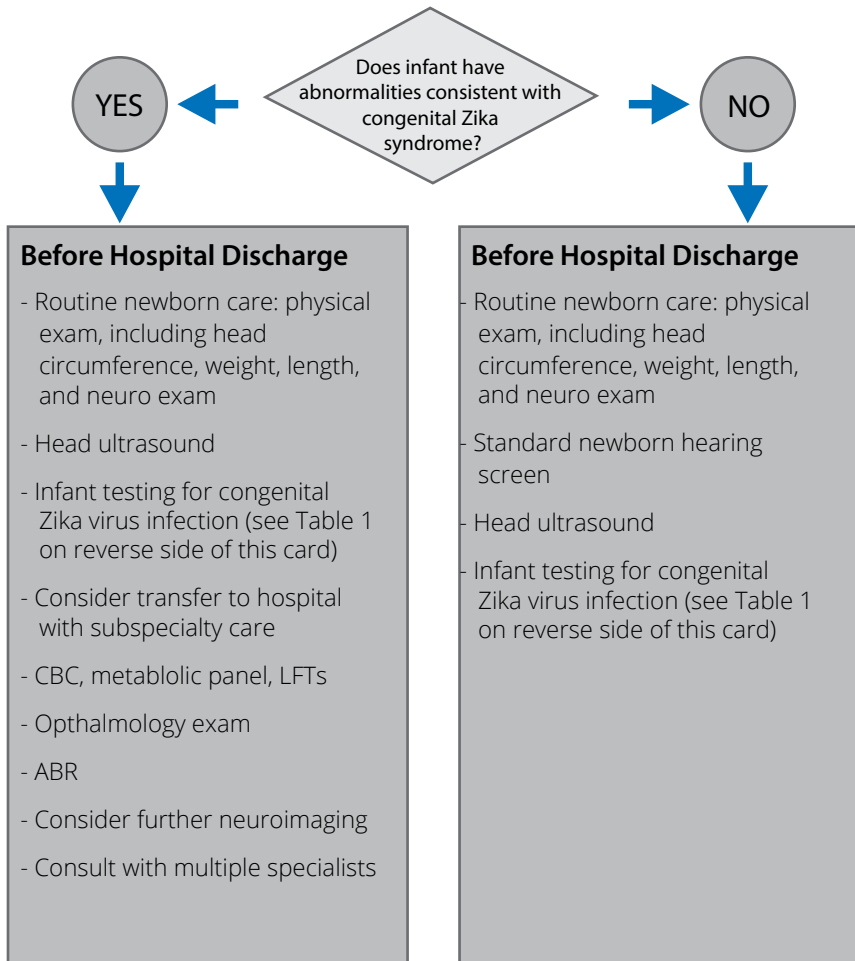 Does infant have
abnormalities consistent with
congenital Zika
syndrome?
YES
NO
Before Hospital Discharge
- Routine newborn care: physical
exam, including head
circumference, weight, length,
and neuro exam
- Head ultrasound
- Infant testing for congenital
Zika virus infection (see Table 1
on reverse side of this card)
- Consider transfer to hospital
with subspecialty care
- CBC, metablolic panel, LFTs
- Opthalmology exam
- ABR
- Consider further neuroimaging
- Consult with multiple specialists
Before Hospital Discharge
- Routine newborn care: physical
exam, including head
circumference, weight, length,
and neuro exam
- Standard newborn hearing
screen
- Head ultrasound
- Infant testing for congenital
Zika virus infection (see Table 1
on reverse side of this card)